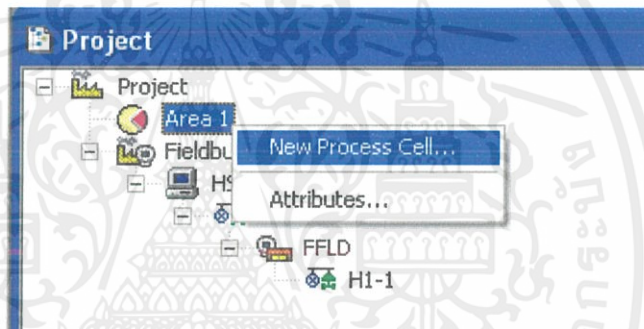 Project
Project
Area 1
New Process Cell...
Fieldbu
Attributes...
HS
FFLD
H1-1